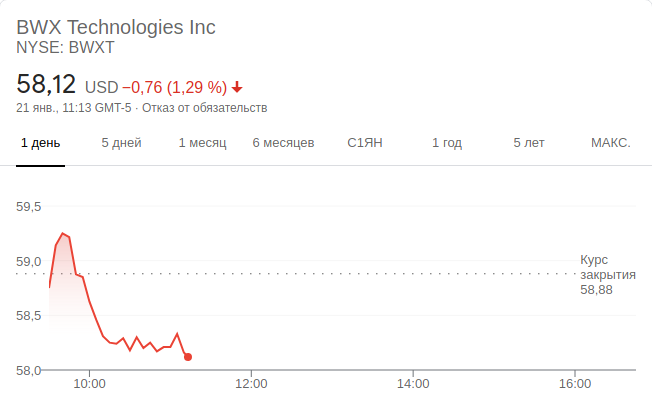 BWX Technologies Inc
NYSE: BWXT
58,12 USD −0,76 (1,29 %)
21 янв., 11:13 GMT-5 · Отказ от обязательств
1 день 5 дней 1 месяц 6 месяцев С1ЯН 1 год 5 лет МАКС.
59,5
59,0
58,5
58,0
Курс
закрытия
58,88
10:00 12:00 14:00 16:00